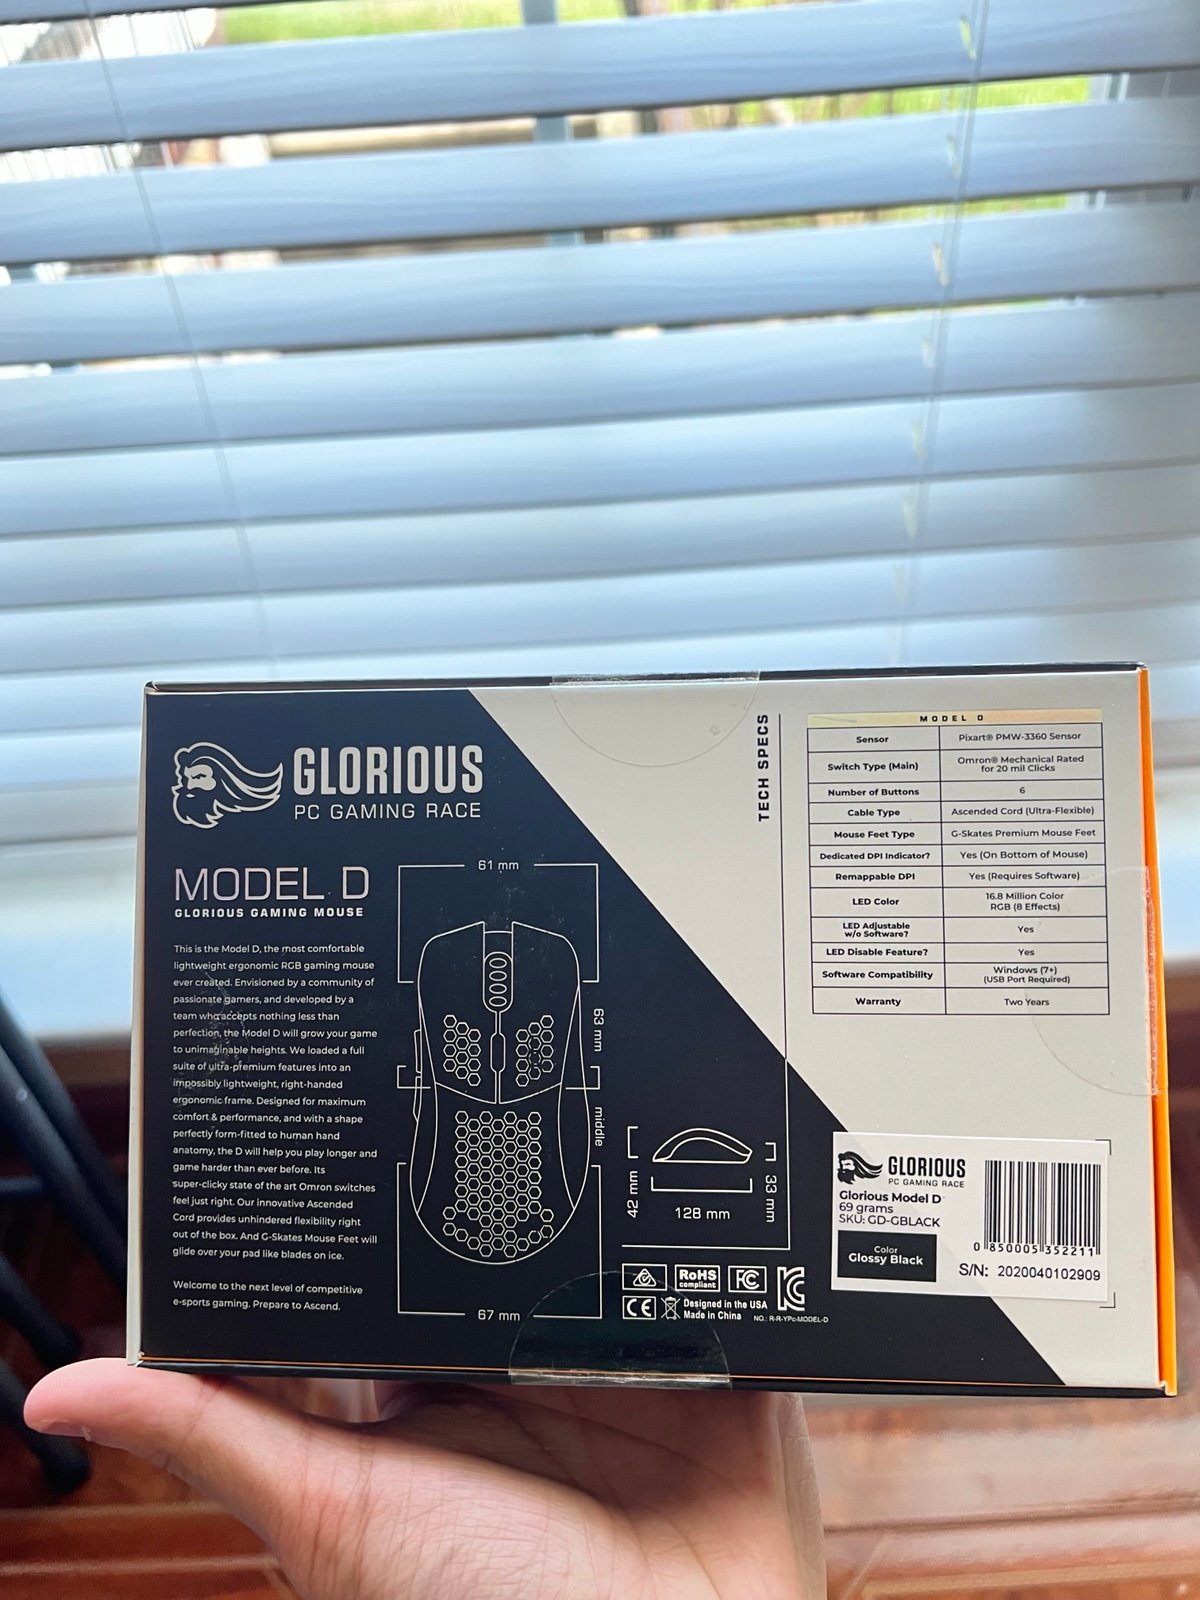 GLORIOUS
PC GAMING RACE
MODEL D
GLORIOUS GAMING MOUSE
This is the Model D, the most comfortable
lightweight ergonomic RGB gaming mouse
ever created. Envisioned by a community of
passionate gamers, and developed by a
team who accepts nothing less than
perfection, the Model D will grow your game
to unimaginable heights. We loaded a full
suite of ultra-premium features into an
impossibly lightweight, right-handed
ergonomic frame. Designed for maximum
comfort & performance, and with a shape
perfectly form-fitted to human hand
anatomy, the D will help you play longer and
game harder than ever before. Its
super-clicky state of the art Omron switches
feel just right. Our innovative Ascended
Cord provides unhindered flexibility right
out of the box. And G-Skates Mouse Feet will
glide over your pad like blades on ice.
Welcome to the next level of competitive
e-sports gaming. Prepare to Ascend.
61 mm
63 mm
middle
67 mm
42 mm
128 mm
33 mm
RoHS
compliant
FC
CE
Designed in the USA
Made in China
NO.: R-R-YPc-MODEL-D
TECH SPECS
MODEL D
Sensor Pixart® PMW-3360 Sensor
Switch Type (Main) Omron® Mechanical Rated
for 20 mil Clicks
Number of Buttons 6
Cable Type Ascended Cord (Ultra-Flexible)
Mouse Feet Type G-Skates Premium Mouse Feet
Dedicated DPI Indicator? Yes (On Bottom of Mouse)
Remappable DPI Yes (Requires Software)
LED Color 16.8 Million Color
RGB (8 Effects)
LED Adjustable
w/o Software? Yes
LED Disable Feature? Yes
Software Compatibility Windows (7+)
(USB Port Required)
Warranty Two Years
GLORIOUS
PC GAMING RACE
Glorious Model D
69 grams
SKU: GD-GBLACK
Color
Glossy Black
0 850005 352211
S/N: 2020040102909